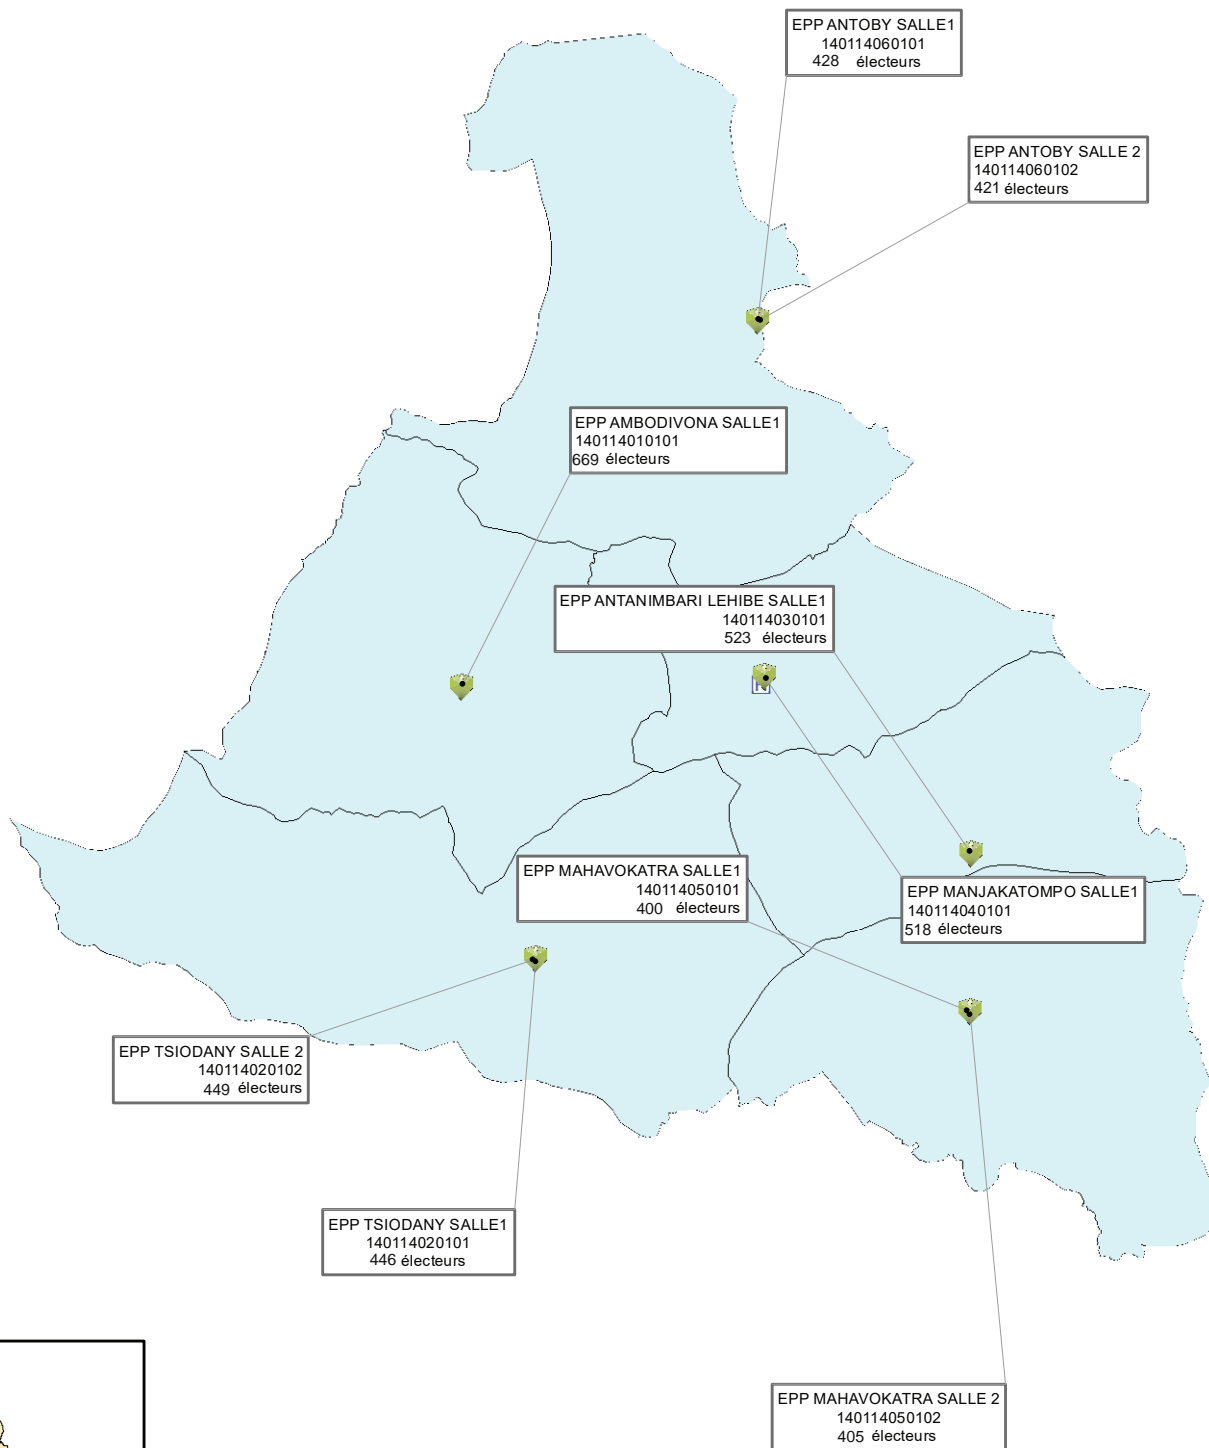 EPP ANTOBY SALLE1
140114060101
428 électeurs
EPP ANTOBY SALLE 2
140114060102
421 électeurs
EPP AMBODIVONA SALLE1
140114010101
669 électeurs
EPP ANTANIMBARI LEHIBE SALLE1
140114030101
523 électeurs
EPP MAHAVOKATRA SALLE1
140114050101
400 électeurs
EPP MANJAKATOMPO SALLE1
140114040101
518 électeurs
EPP TSIODANY SALLE 2
140114020102
449 électeurs
EPP TSIODANY SALLE1
140114020101
446 électeurs
EPP MAHAVOKATRA SALLE 2
140114050102
405 électeurs